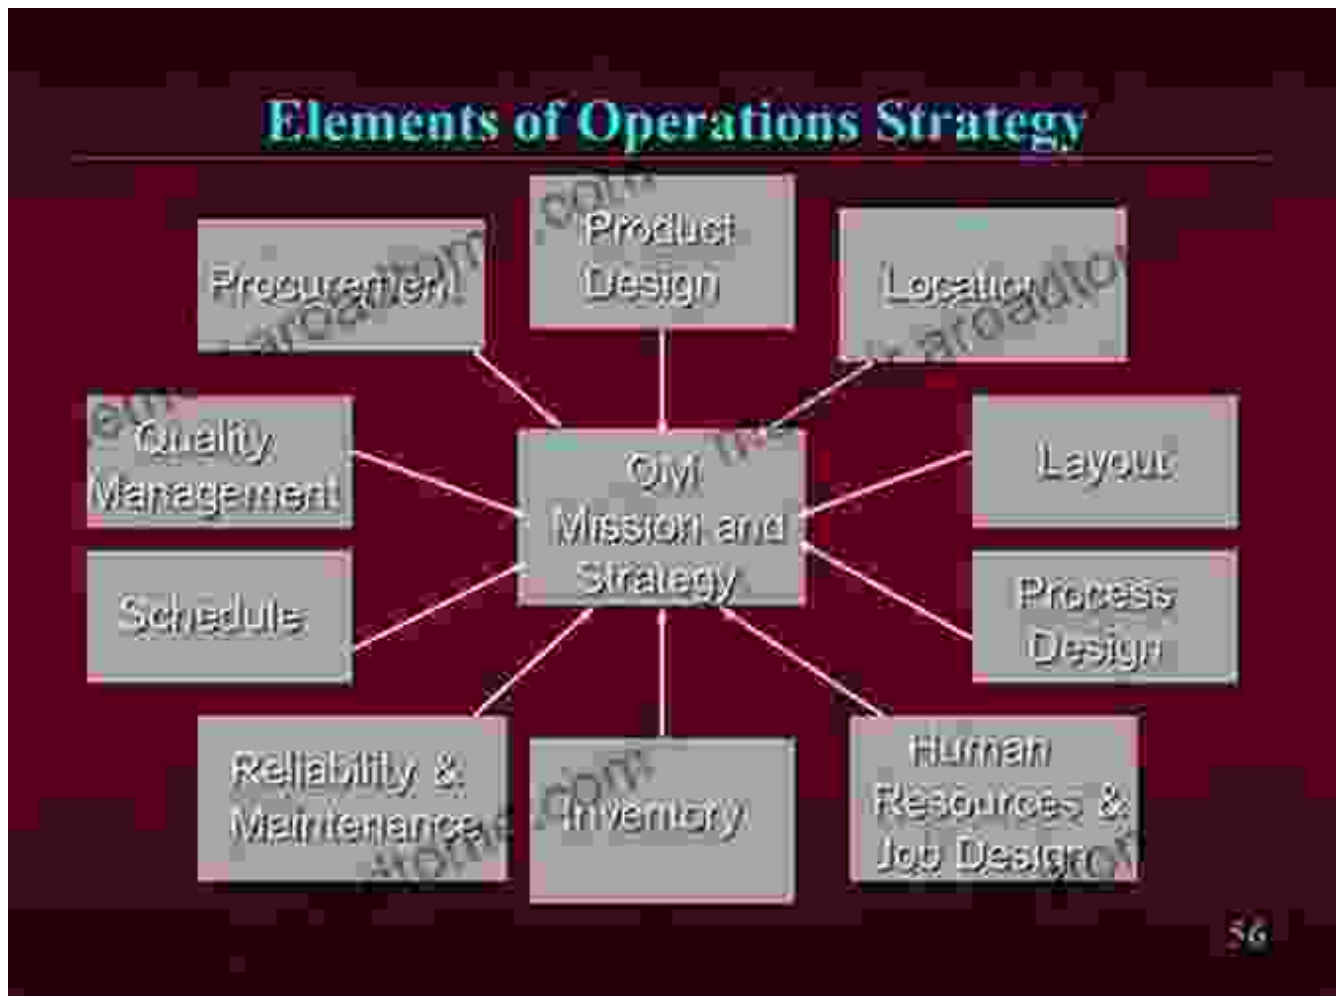 Elements of Operations Strategy
Procurement
Product
Design
Location
Quality
Management
O\M
Mission and
Strategy
Layout
Schedule
Process
Design
Reliability &
Maintenance
Inventory
Human
Resources &
Job Design
56